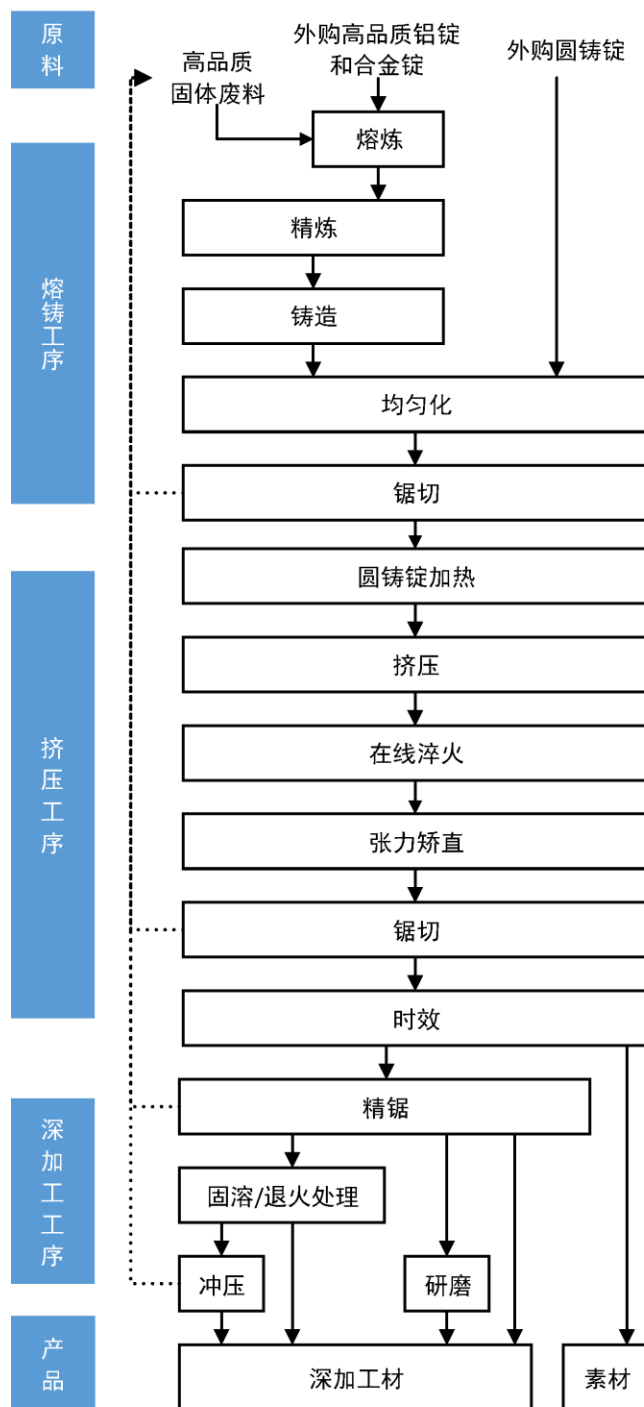 原
料
高品质
固体废料
外购高品质铝锭
和合金锭
外购圆铸锭
熔铸工序
熔炼
精炼
铸造
均匀化
锯切
挤压工序
圆铸锭加热
挤压
在线淬火
张力矫直
锯切
时效
深加工工序
精锯
固溶/退火处理
冲压
研磨
产品
深加工材
素材